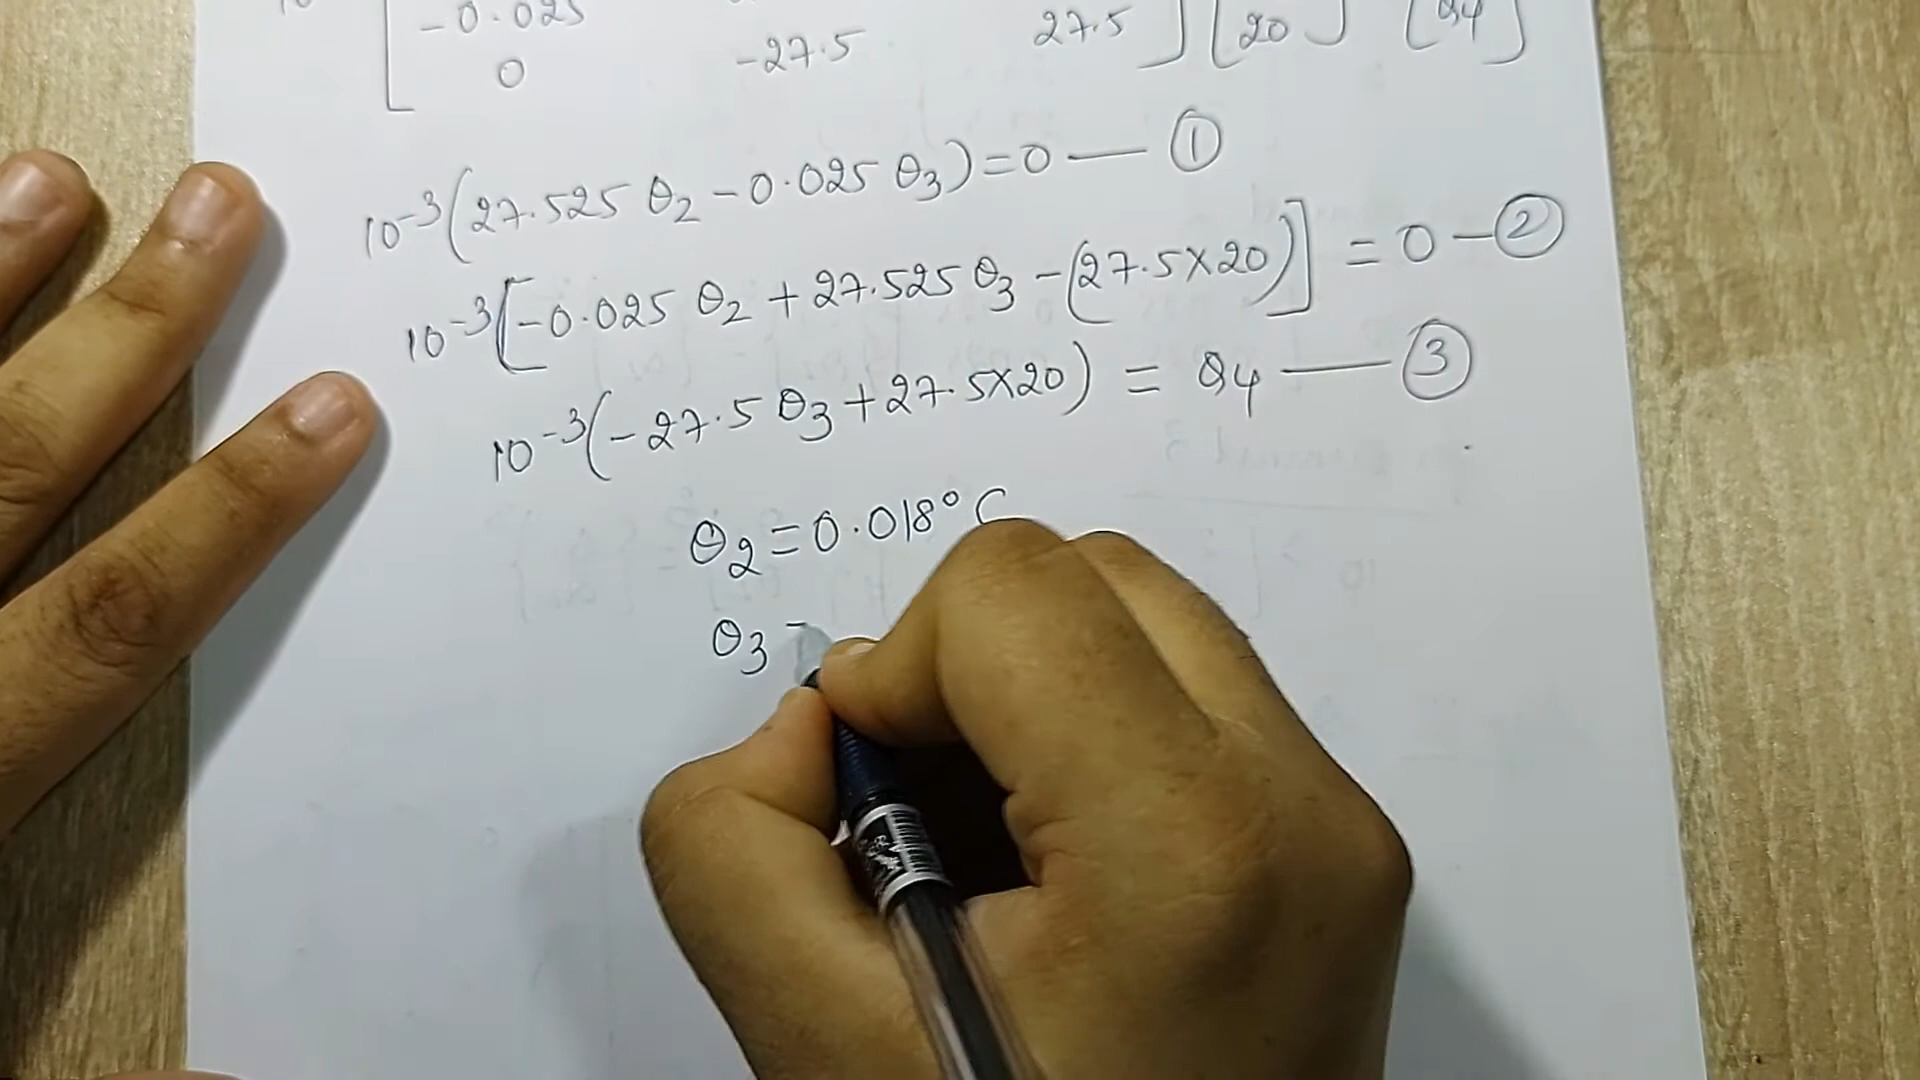 -0.025
27.5 ] [ 20 ] [ Q4 ]
0 -27.5
10⁻³(27.525 θ₂ - 0.025 θ₃) = 0 — ①
10⁻³[-0.025 θ₂ + 27.525 θ₃ - (27.5×20)] = 0 — ②
10⁻³(-27.5 θ₃ + 27.5×20) = Q4 — ③
θ₂ = 0.018° C
θ₃ =